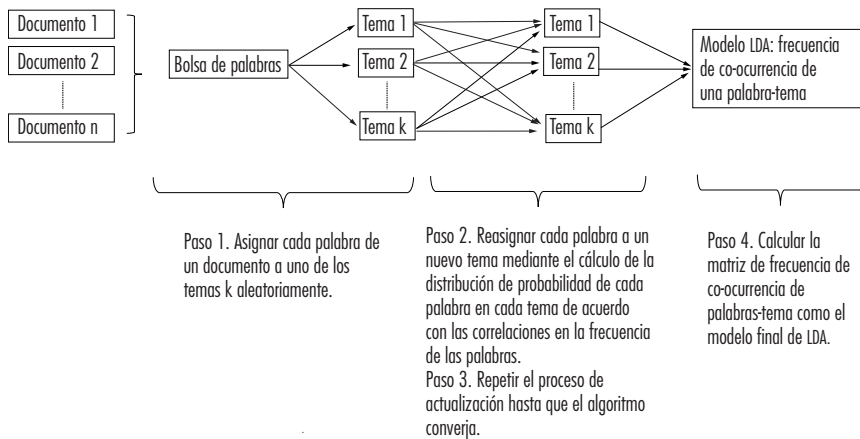 Documento 1
Documento 2
Documento n
Bolsa de palabras
Tema 1
Tema 2
Tema k
Tema 1
Tema 2
Tema k
Modelo LDA: frecuencia
de co-ocurrencia de
una palabra-tema
Paso 1. Asignar cada palabra de
un documento a uno de los
temas k aleatoriamente.
Paso 2. Reasignar cada palabra a un
nuevo tema mediante el cálculo de la
distribución de probabilidad de cada
palabra en cada tema de acuerdo
con las correlaciones en la frecuencia
de las palabras.
Paso 3. Repetir el proceso de
actualización hasta que el algoritmo
converja.
Paso 4. Calcular la
matriz de frecuencia de
co-ocurrencia de
palabras-tema como el
modelo final de LDA.